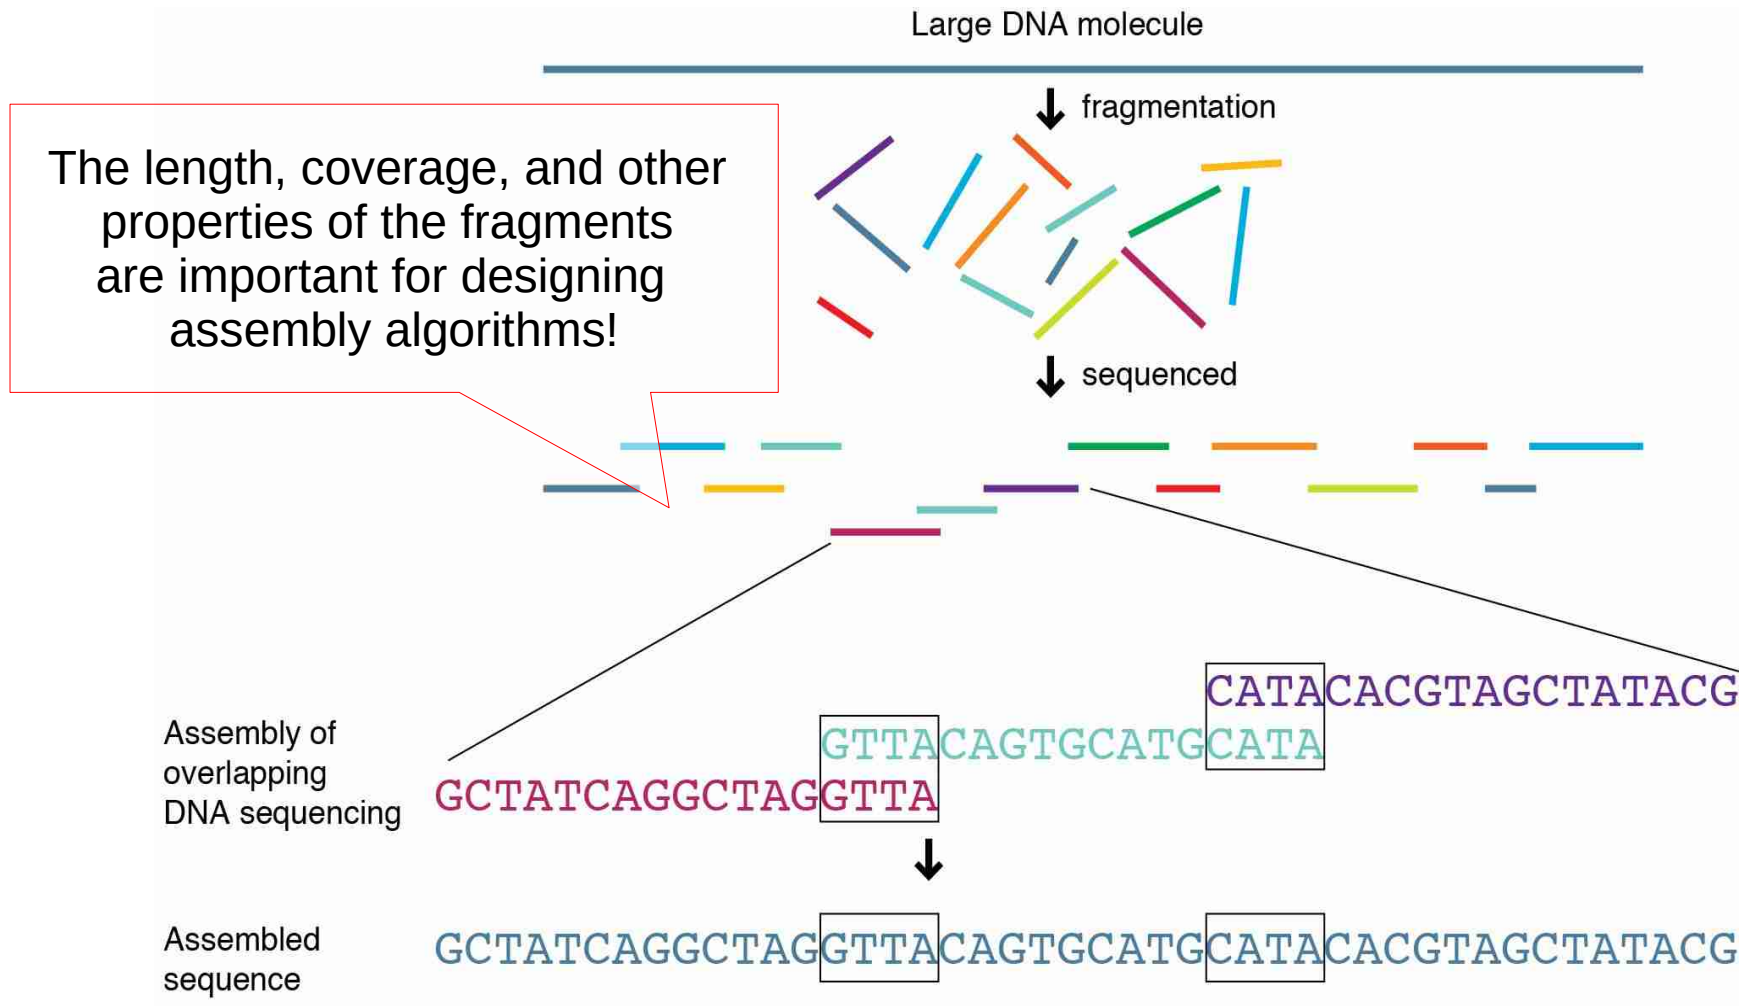 Large DNA molecule
fragmentation
The length, coverage, and other
properties of the fragments
are important for designing
assembly algorithms!
sequenced
CATACACGTAGCTATACG
GTTACAGTGCATGCATA
GCTATCAGGCTAGGTTA
Assembly of
overlapping
DNA sequencing
Assembled
sequence
GCTATCAGGCTAGGTTACAGTGCATGCATACACGTAGCTATACG